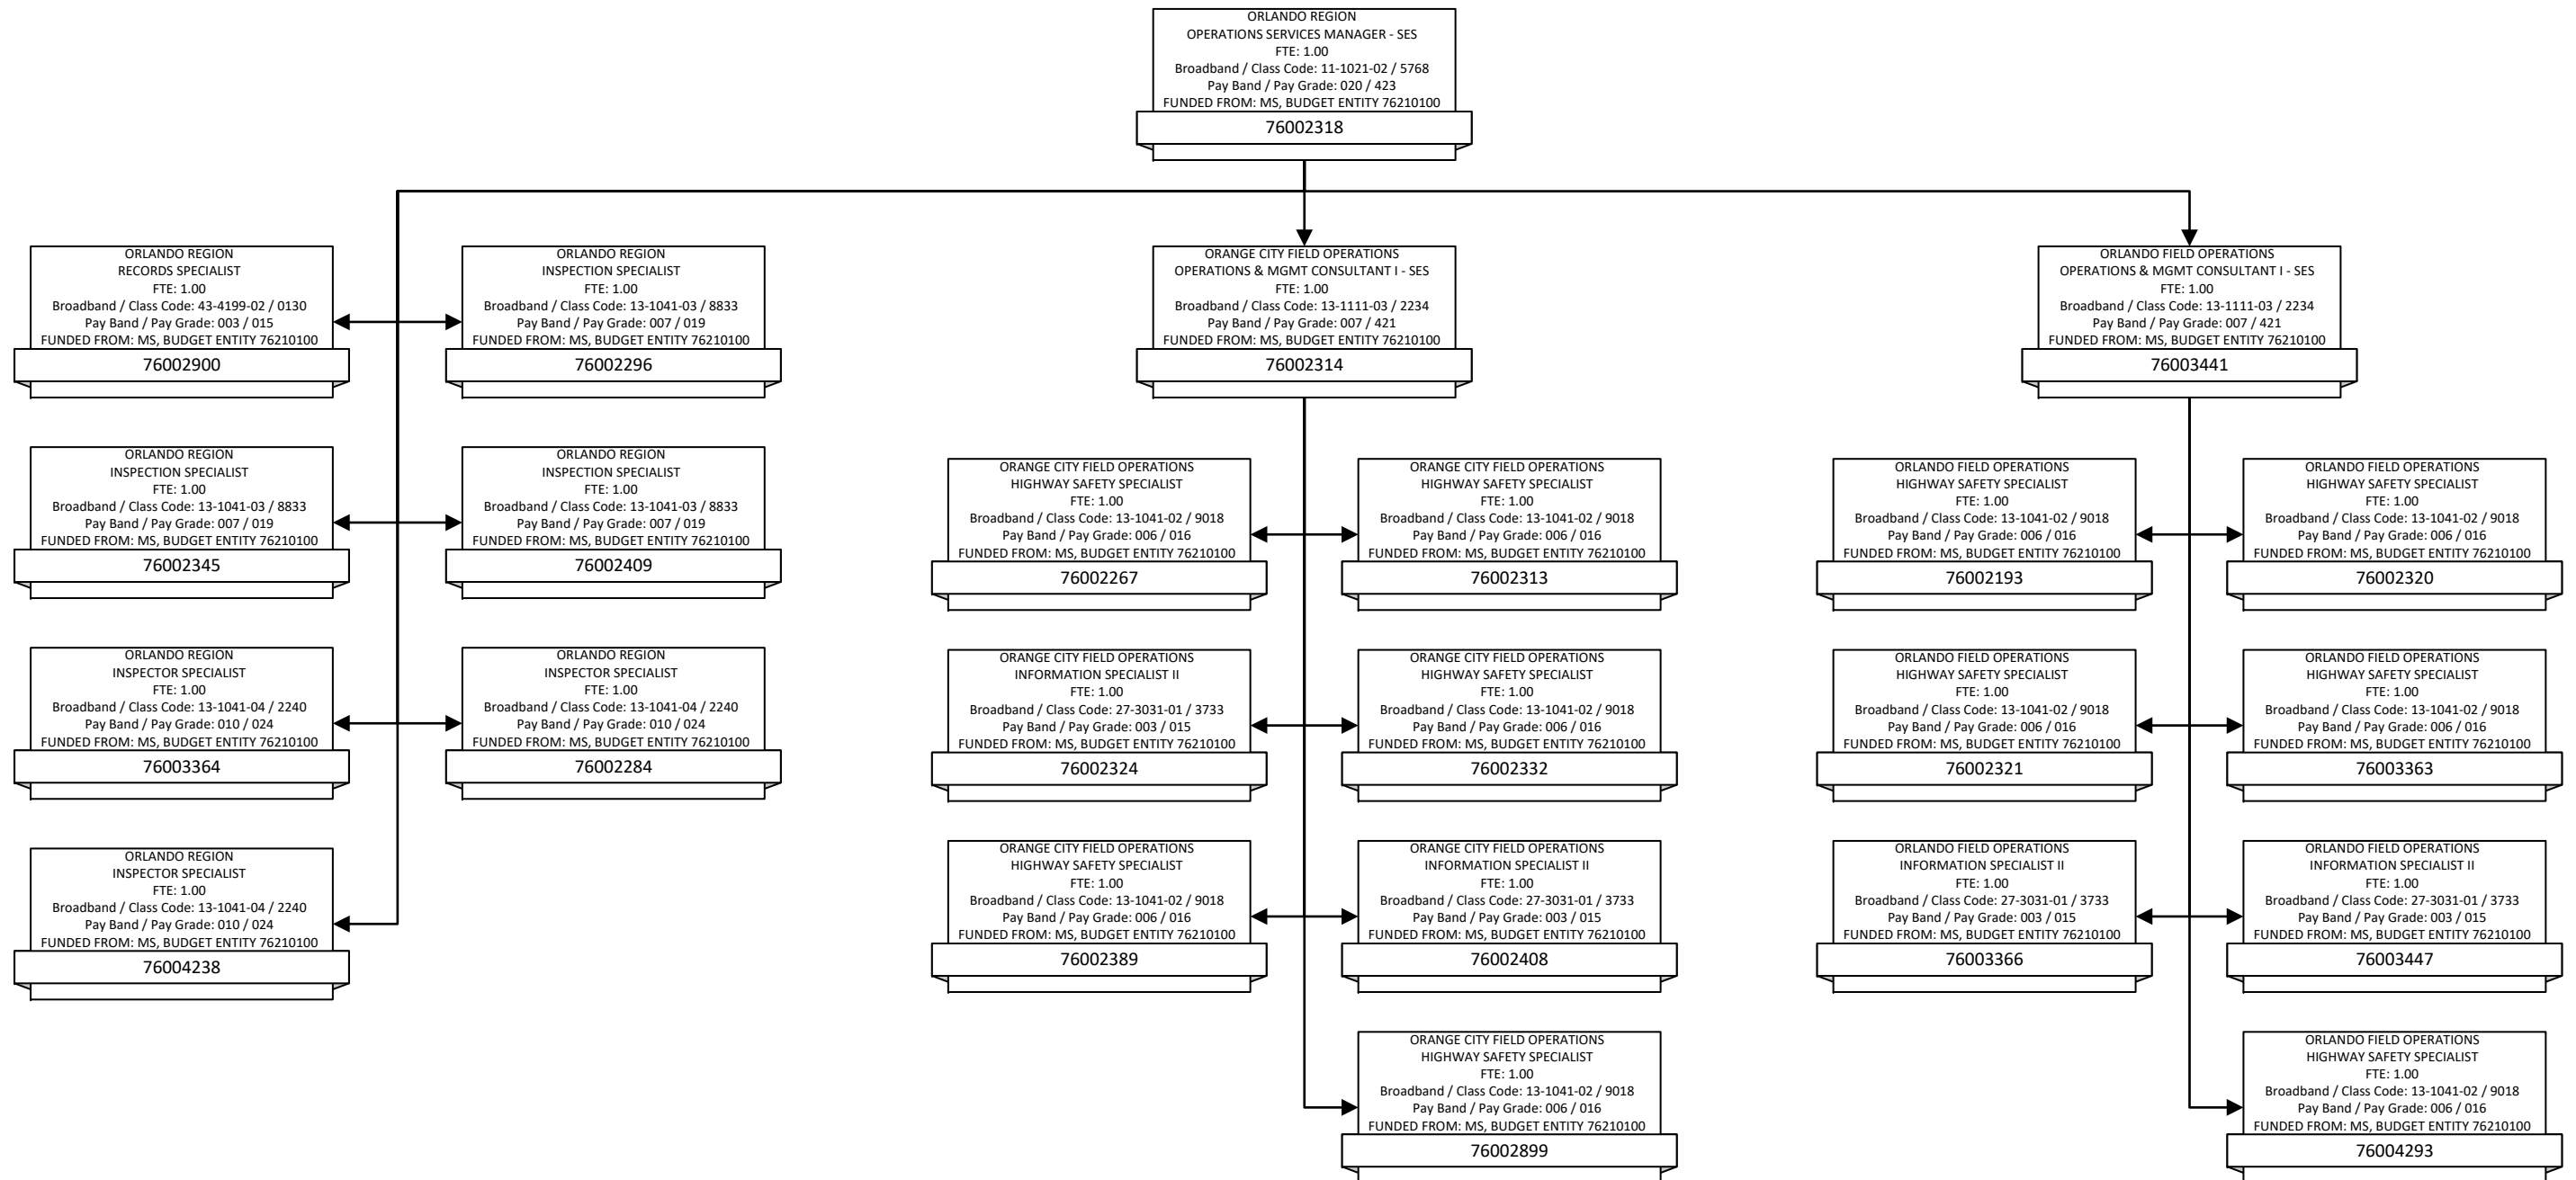 ORLANDO REGION
OPERATIONS SERVICES MANAGER - SES
FTE: 1.00
Broadband / Class Code: 11-1021-02 / 5768
Pay Band / Pay Grade: 020 / 423
FUNDED FROM: MS, BUDGET ENTITY 76210100
76002318
ORLANDO REGION
RECORDS SPECIALIST
FTE: 1.00
Broadband / Class Code: 43-4199-02 / 0130
Pay Band / Pay Grade: 003 / 015
FUNDED FROM: MS, BUDGET ENTITY 76210100
76002900
ORLANDO REGION
INSPECTION SPECIALIST
FTE: 1.00
Broadband / Class Code: 13-1041-03 / 8833
Pay Band / Pay Grade: 007 / 019
FUNDED FROM: MS, BUDGET ENTITY 76210100
76002296
ORANGE CITY FIELD OPERATIONS
OPERATIONS & MGMT CONSULTANT I - SES
FTE: 1.00
Broadband / Class Code: 13-1111-03 / 2234
Pay Band / Pay Grade: 007 / 421
FUNDED FROM: MS, BUDGET ENTITY 76210100
76002314
ORLANDO FIELD OPERATIONS
OPERATIONS & MGMT CONSULTANT I - SES
FTE: 1.00
Broadband / Class Code: 13-1111-03 / 2234
Pay Band / Pay Grade: 007 / 421
FUNDED FROM: MS, BUDGET ENTITY 76210100
76003441
ORLANDO REGION
INSPECTION SPECIALIST
FTE: 1.00
Broadband / Class Code: 13-1041-03 / 8833
Pay Band / Pay Grade: 007 / 019
FUNDED FROM: MS, BUDGET ENTITY 76210100
76002345
ORLANDO REGION
INSPECTION SPECIALIST
FTE: 1.00
Broadband / Class Code: 13-1041-03 / 8833
Pay Band / Pay Grade: 007 / 019
FUNDED FROM: MS, BUDGET ENTITY 76210100
76002409
ORANGE CITY FIELD OPERATIONS
HIGHWAY SAFETY SPECIALIST
FTE: 1.00
Broadband / Class Code: 13-1041-02 / 9018
Pay Band / Pay Grade: 006 / 016
FUNDED FROM: MS, BUDGET ENTITY 76210100
76002267
ORANGE CITY FIELD OPERATIONS
HIGHWAY SAFETY SPECIALIST
FTE: 1.00
Broadband / Class Code: 13-1041-02 / 9018
Pay Band / Pay Grade: 006 / 016
FUNDED FROM: MS, BUDGET ENTITY 76210100
76002313
ORLANDO FIELD OPERATIONS
HIGHWAY SAFETY SPECIALIST
FTE: 1.00
Broadband / Class Code: 13-1041-02 / 9018
Pay Band / Pay Grade: 006 / 016
FUNDED FROM: MS, BUDGET ENTITY 76210100
76002193
ORLANDO FIELD OPERATIONS
HIGHWAY SAFETY SPECIALIST
FTE: 1.00
Broadband / Class Code: 13-1041-02 / 9018
Pay Band / Pay Grade: 006 / 016
FUNDED FROM: MS, BUDGET ENTITY 76210100
76002320
ORLANDO REGION
INSPECTOR SPECIALIST
FTE: 1.00
Broadband / Class Code: 13-1041-04 / 2240
Pay Band / Pay Grade: 010 / 024
FUNDED FROM: MS, BUDGET ENTITY 76210100
76003364
ORLANDO REGION
INSPECTOR SPECIALIST
FTE: 1.00
Broadband / Class Code: 13-1041-04 / 2240
Pay Band / Pay Grade: 010 / 024
FUNDED FROM: MS, BUDGET ENTITY 76210100
76002284
ORANGE CITY FIELD OPERATIONS
INFORMATION SPECIALIST II
FTE: 1.00
Broadband / Class Code: 27-3031-01 / 3733
Pay Band / Pay Grade: 003 / 015
FUNDED FROM: MS, BUDGET ENTITY 76210100
76002324
ORANGE CITY FIELD OPERATIONS
HIGHWAY SAFETY SPECIALIST
FTE: 1.00
Broadband / Class Code: 13-1041-02 / 9018
Pay Band / Pay Grade: 006 / 016
FUNDED FROM: MS, BUDGET ENTITY 76210100
76002332
ORLANDO FIELD OPERATIONS
HIGHWAY SAFETY SPECIALIST
FTE: 1.00
Broadband / Class Code: 13-1041-02 / 9018
Pay Band / Pay Grade: 006 / 016
FUNDED FROM: MS, BUDGET ENTITY 76210100
76002321
ORLANDO FIELD OPERATIONS
HIGHWAY SAFETY SPECIALIST
FTE: 1.00
Broadband / Class Code: 13-1041-02 / 9018
Pay Band / Pay Grade: 006 / 016
FUNDED FROM: MS, BUDGET ENTITY 76210100
76003363
ORLANDO REGION
INSPECTOR SPECIALIST
FTE: 1.00
Broadband / Class Code: 13-1041-04 / 2240
Pay Band / Pay Grade: 010 / 024
FUNDED FROM: MS, BUDGET ENTITY 76210100
76004238
ORANGE CITY FIELD OPERATIONS
HIGHWAY SAFETY SPECIALIST
FTE: 1.00
Broadband / Class Code: 13-1041-02 / 9018
Pay Band / Pay Grade: 006 / 016
FUNDED FROM: MS, BUDGET ENTITY 76210100
76002389
ORANGE CITY FIELD OPERATIONS
INFORMATION SPECIALIST II
FTE: 1.00
Broadband / Class Code: 27-3031-01 / 3733
Pay Band / Pay Grade: 003 / 015
FUNDED FROM: MS, BUDGET ENTITY 76210100
76002408
ORLANDO FIELD OPERATIONS
INFORMATION SPECIALIST II
FTE: 1.00
Broadband / Class Code: 27-3031-01 / 3733
Pay Band / Pay Grade: 003 / 015
FUNDED FROM: MS, BUDGET ENTITY 76210100
76003366
ORLANDO FIELD OPERATIONS
INFORMATION SPECIALIST II
FTE: 1.00
Broadband / Class Code: 27-3031-01 / 3733
Pay Band / Pay Grade: 003 / 015
FUNDED FROM: MS, BUDGET ENTITY 76210100
76003447
ORANGE CITY FIELD OPERATIONS
HIGHWAY SAFETY SPECIALIST
FTE: 1.00
Broadband / Class Code: 13-1041-02 / 9018
Pay Band / Pay Grade: 006 / 016
FUNDED FROM: MS, BUDGET ENTITY 76210100
76002899
ORLANDO FIELD OPERATIONS
HIGHWAY SAFETY SPECIALIST
FTE: 1.00
Broadband / Class Code: 13-1041-02 / 9018
Pay Band / Pay Grade: 006 / 016
FUNDED FROM: MS, BUDGET ENTITY 76210100
76004293